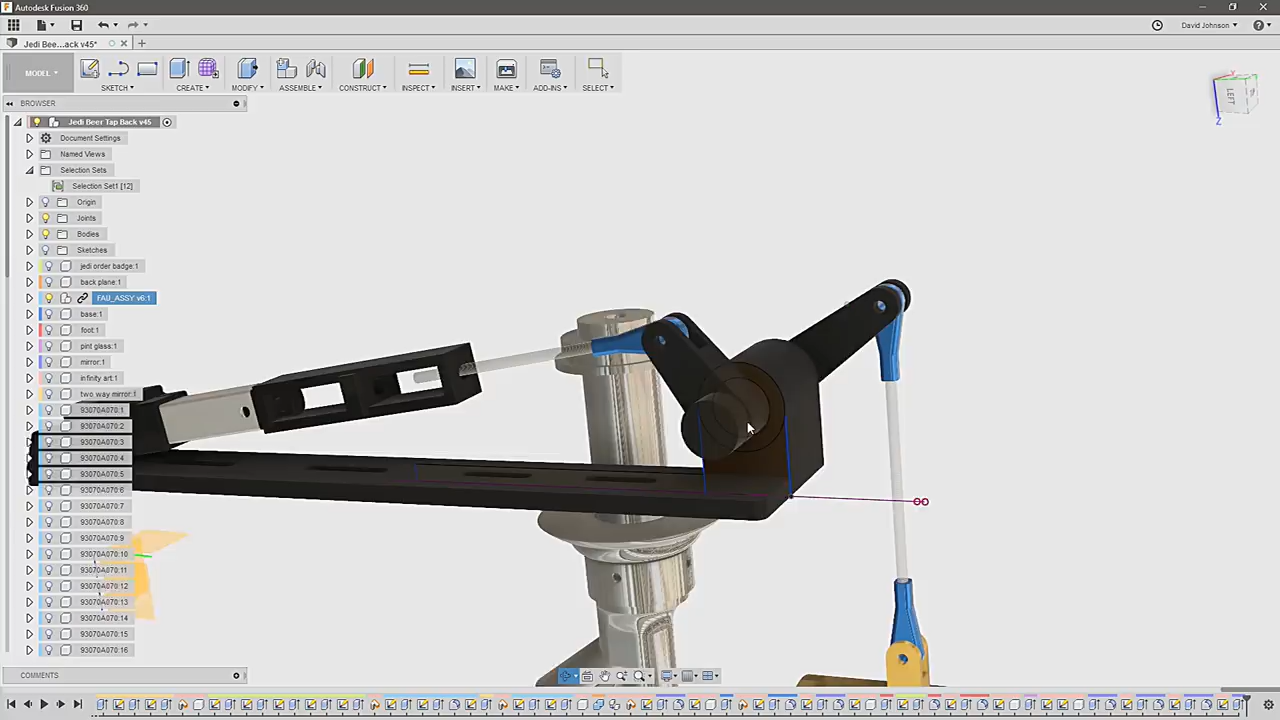 Autodesk Fusion 360
David Johnson
Jedi Bee...ack v45*
MODEL
SKETCH
CREATE
MODIFY
ASSEMBLE
CONSTRUCT
INSPECT
INSERT
MAKE
ADD-INS
SELECT
LEFT
Z
BROWSER
Jedi Beer Tap Back v45
Document Settings
Named Views
Selection Sets
Selection Set1 [12]
Origin
Joints
Bodies
Sketches
jedi order badge:1
back plane:1
FAU_ASSY v6:1
base:1
foot:1
pint glass:1
mirror:1
infinity art:1
two way mirror:1
93070A070:1
93070A070:2
93070A070:3
93070A070:4
93070A070:5
93070A070:6
93070A070:7
93070A070:8
93070A070:9
93070A070:10
93070A070:11
93070A070:12
93070A070:13
93070A070:14
93070A070:15
93070A070:16
COMMENTS